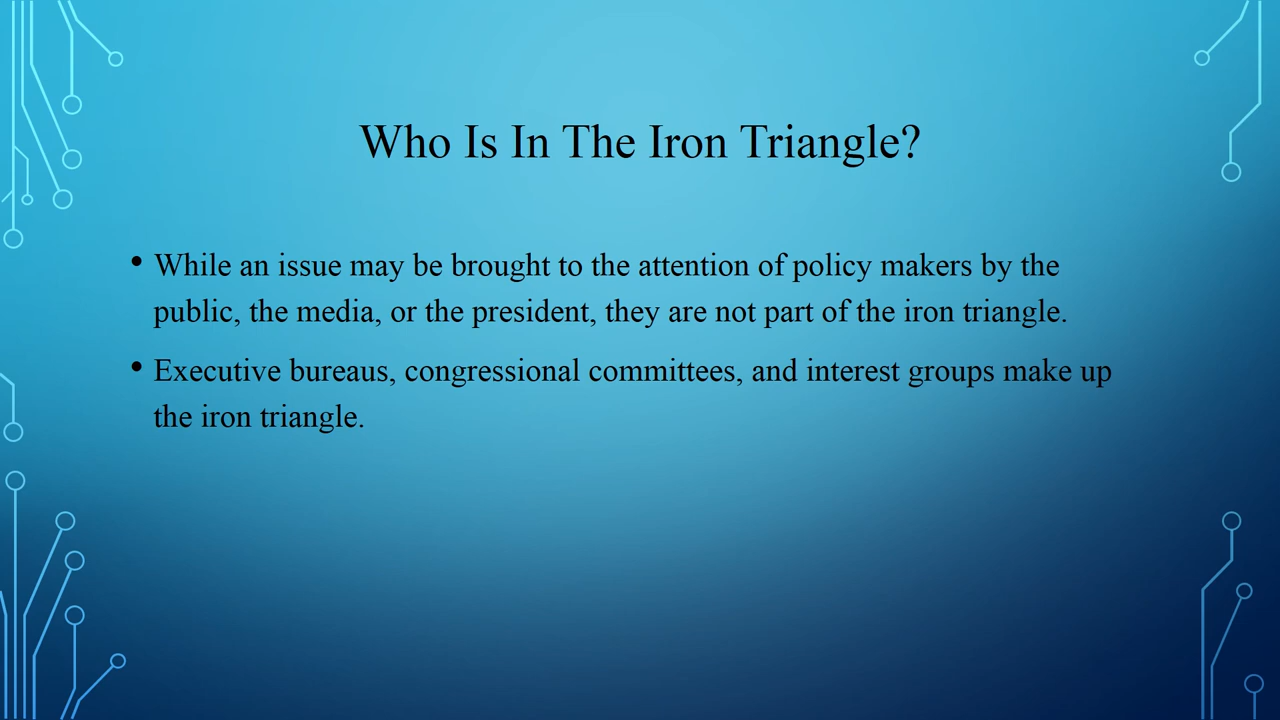 Who Is In The Iron Triangle?
• While an issue may be brought to the attention of policy makers by the
public, the media, or the president, they are not part of the iron triangle.
• Executive bureaus, congressional committees, and interest groups make up
the iron triangle.